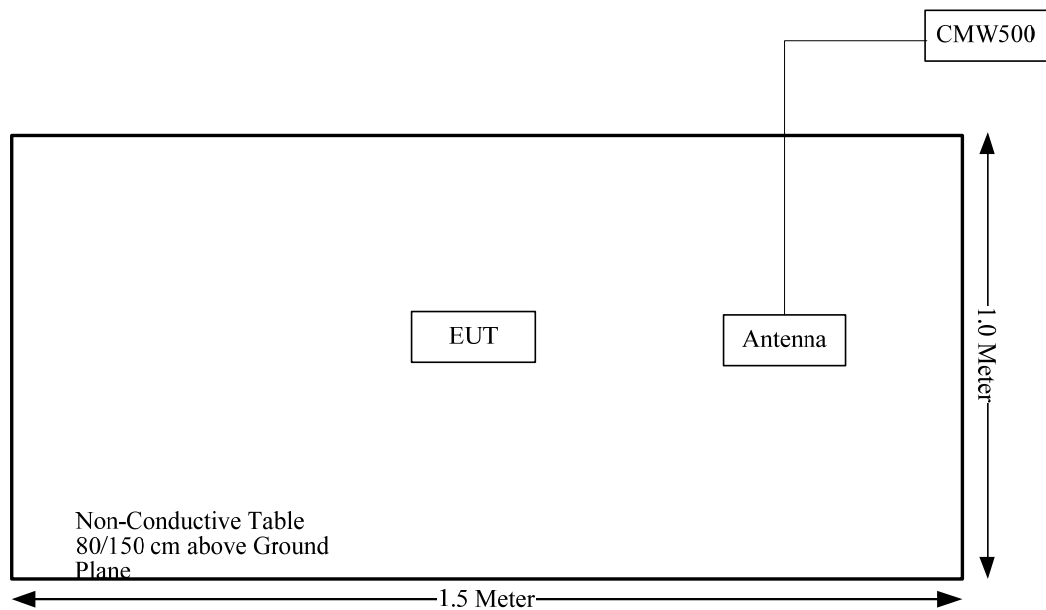 CMW500
EUT
Antenna
1.0 Meter
Non-Conductive Table
80/150 cm above Ground
Plane
1.5 Meter